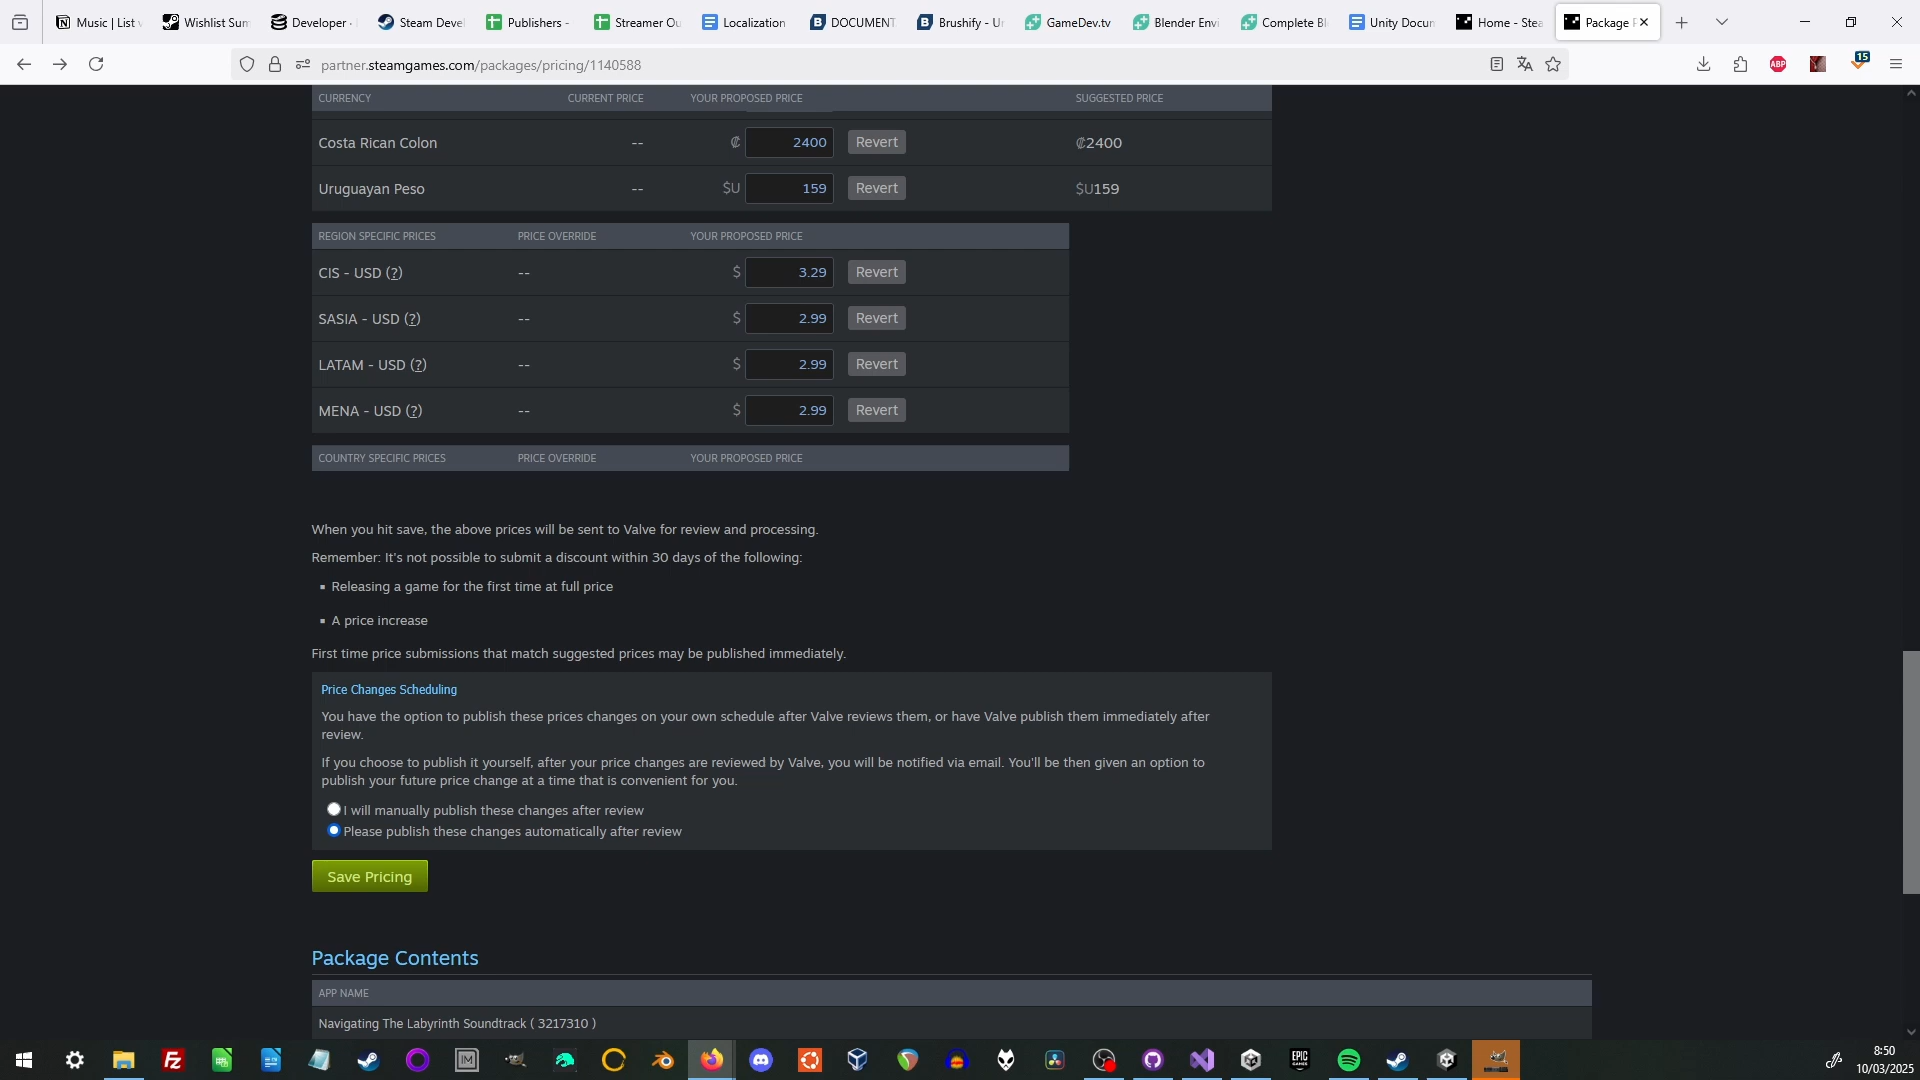 Music | List v
Wishlist Sum
Developer -
Steam Deve
Publishers -
Streamer Ou
Localization
DOCUMENT
Brushify - Ur
GameDev.tv
Blender Envi
Complete Bl
Unity Docun
Home - Stea
Package P
partner.steamgames.com/packages/pricing/1140588
ABP
15
CURRENCY CURRENT PRICE YOUR PROPOSED PRICE SUGGESTED PRICE
Costa Rican Colon -- ₡ 2400 Revert ₡2400
Uruguayan Peso -- $U 159 Revert $U159
REGION SPECIFIC PRICES PRICE OVERRIDE YOUR PROPOSED PRICE
CIS - USD (?) -- $ 3.29 Revert
SASIA - USD (?) -- $ 2.99 Revert
LATAM - USD (?) -- $ 2.99 Revert
MENA - USD (?) -- $ 2.99 Revert
COUNTRY SPECIFIC PRICES PRICE OVERRIDE YOUR PROPOSED PRICE
When you hit save, the above prices will be sent to Valve for review and processing.
Remember: It's not possible to submit a discount within 30 days of the following:
▪ Releasing a game for the first time at full price
▪ A price increase
First time price submissions that match suggested prices may be published immediately.
Price Changes Scheduling
You have the option to publish these prices changes on your own schedule after Valve reviews them, or have Valve publish them immediately after
review.
If you choose to publish it yourself, after your price changes are reviewed by Valve, you will be notified via email. You'll be then given an option to
publish your future price change at a time that is convenient for you.
I will manually publish these changes after review
Please publish these changes automatically after review
Save Pricing
Package Contents
APP NAME
Navigating The Labyrinth Soundtrack ( 3217310 )
8:50
10/03/2025